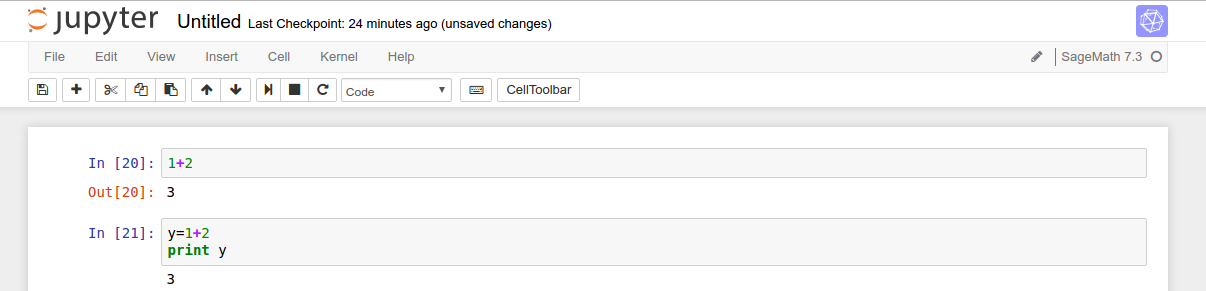 jupyter Untitled Last Checkpoint: 24 minutes ago (unsaved changes)
File Edit View Insert Cell Kernel Help SageMath 7.3
Code CellToolbar
In [20]: 1+2
Out[20]: 3
In [21]: y=1+2
print y
3